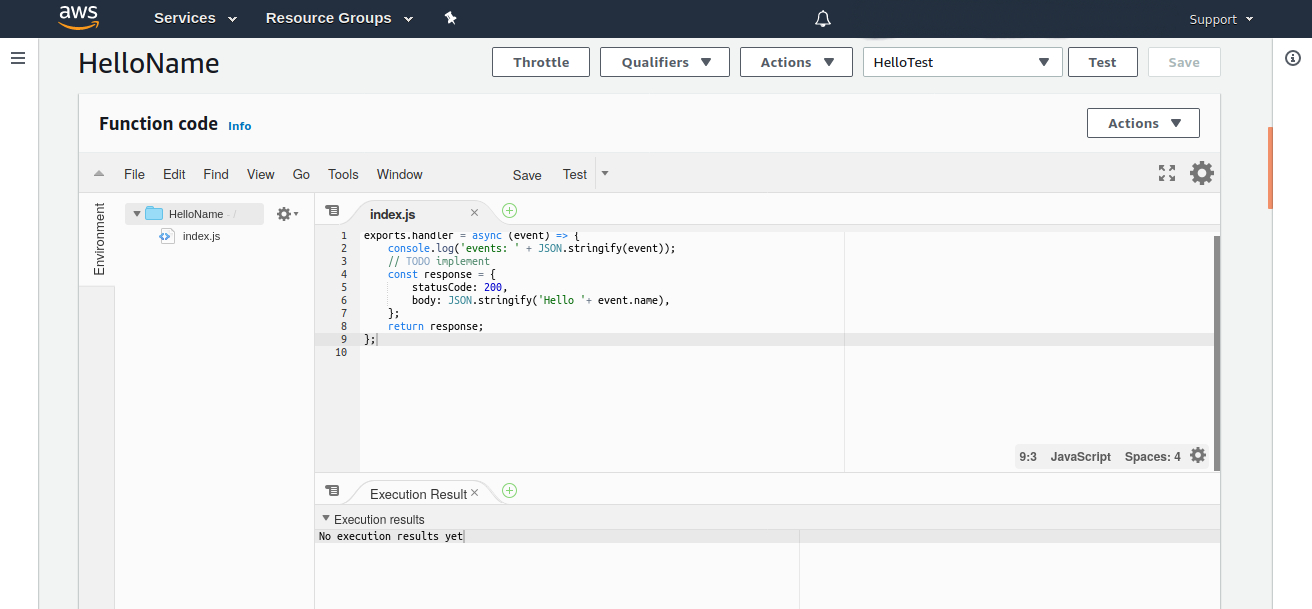 aws Services Resource Groups Support
HelloName Throttle Qualifiers Actions HelloTest Test Save
Function code Info Actions
File Edit Find View Go Tools Window Save Test
Environment
HelloName - /
index.js
index.js
1 exports.handler = async (event) => {
2 console.log('events: ' + JSON.stringify(event));
3 // TODO implement
4 const response = {
5 statusCode: 200,
6 body: JSON.stringify('Hello '+ event.name),
7 };
8 return response;
9 };
10
9:3 JavaScript Spaces: 4
Execution Result
Execution results
No execution results yet